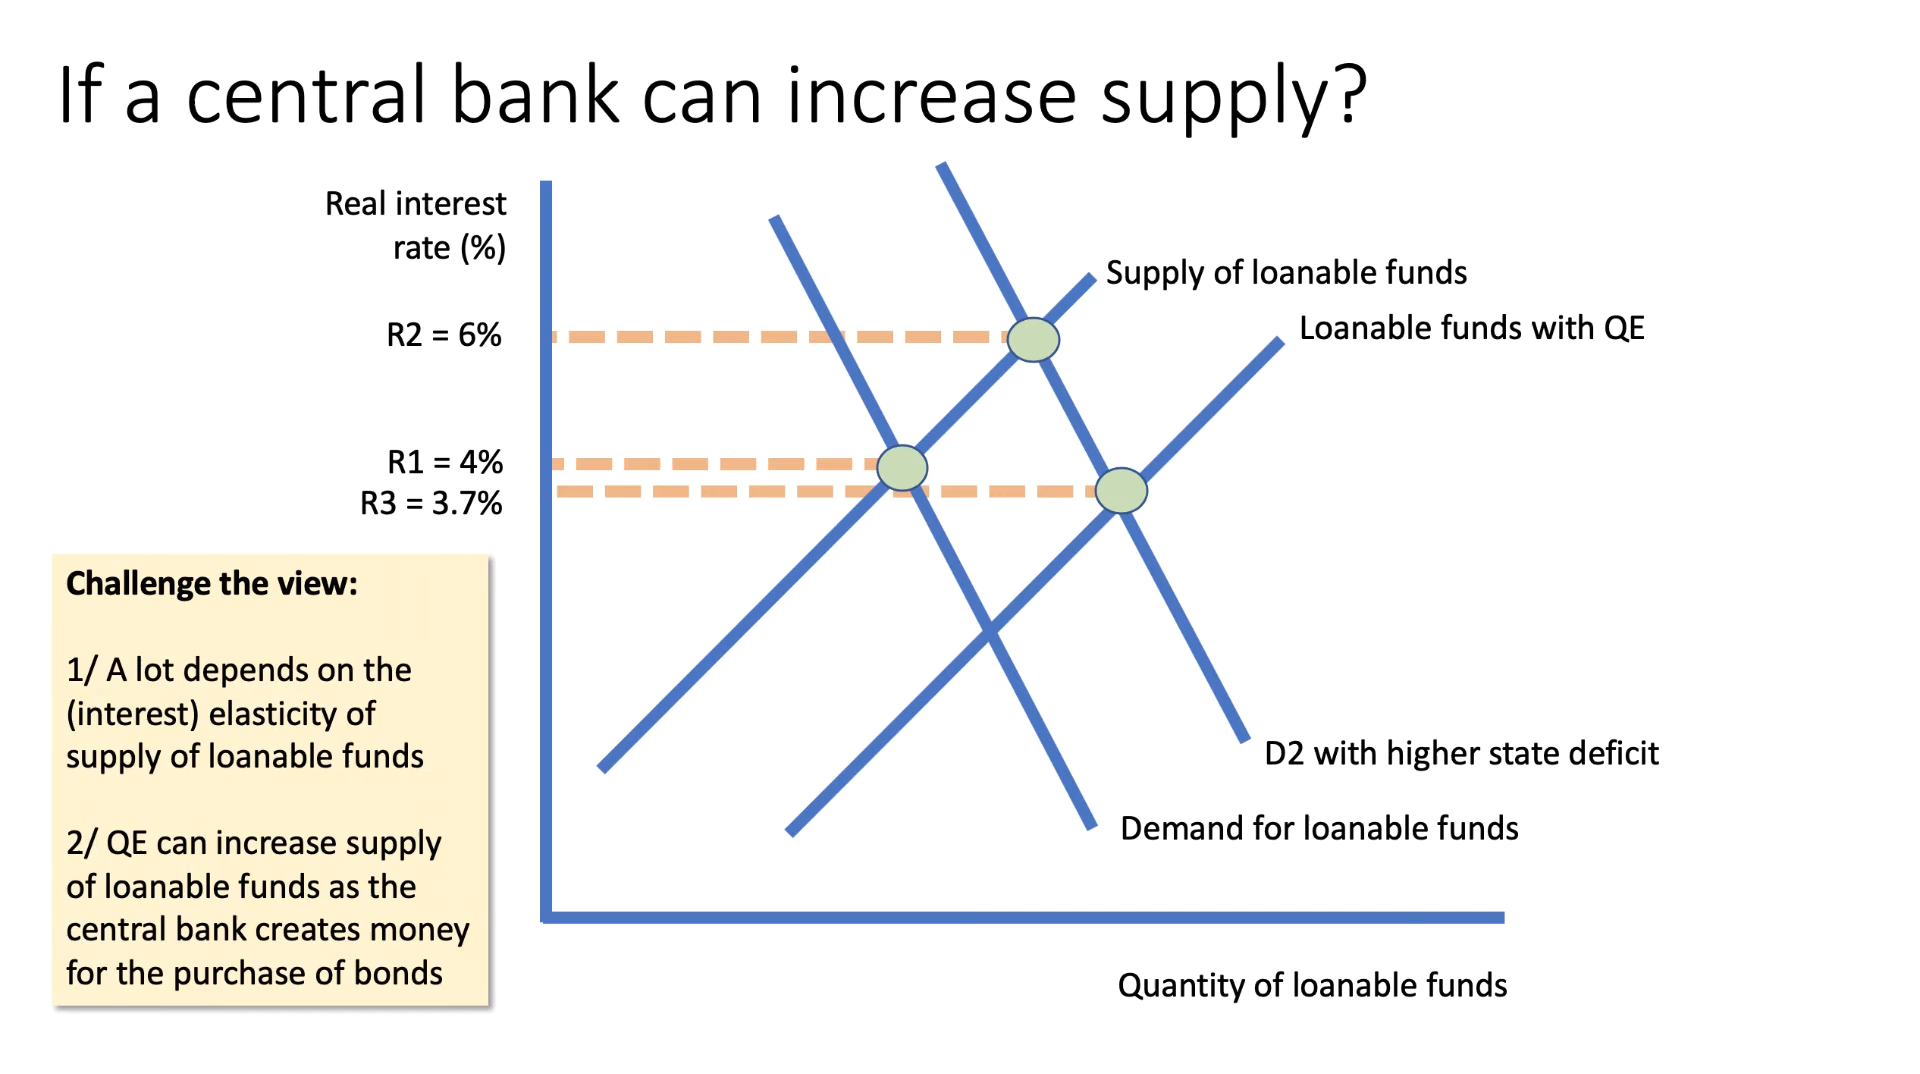 If a central bank can increase supply?
Real interest
rate (%)
Supply of loanable funds
Loanable funds with QE
R2 = 6%
R1 = 4%
R3 = 3.7%
Challenge the view:
1/ A lot depends on the
(interest) elasticity of
supply of loanable funds
2/ QE can increase supply
of loanable funds as the
central bank creates money
for the purchase of bonds
D2 with higher state deficit
Demand for loanable funds
Quantity of loanable funds